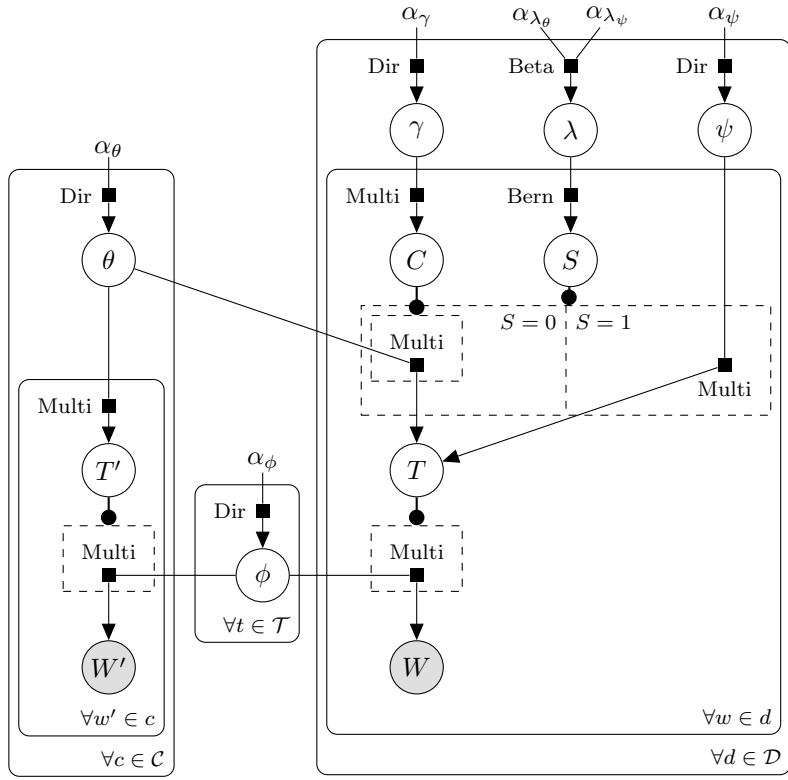 α_γ
α_{λ_θ} α_{λ_ψ}
α_ψ
Dir
Beta
Dir
γ
λ
ψ
α_θ
Dir
Multi
Bern
θ
C
S
S = 0 S = 1
Multi
Multi
Multi
T′
α_ϕ
T
Dir
Multi
Multi
ϕ
∀t ∈ 𝒯
W′
W
∀w′ ∈ c
∀w ∈ d
∀c ∈ 𝒞
∀d ∈ 𝒟